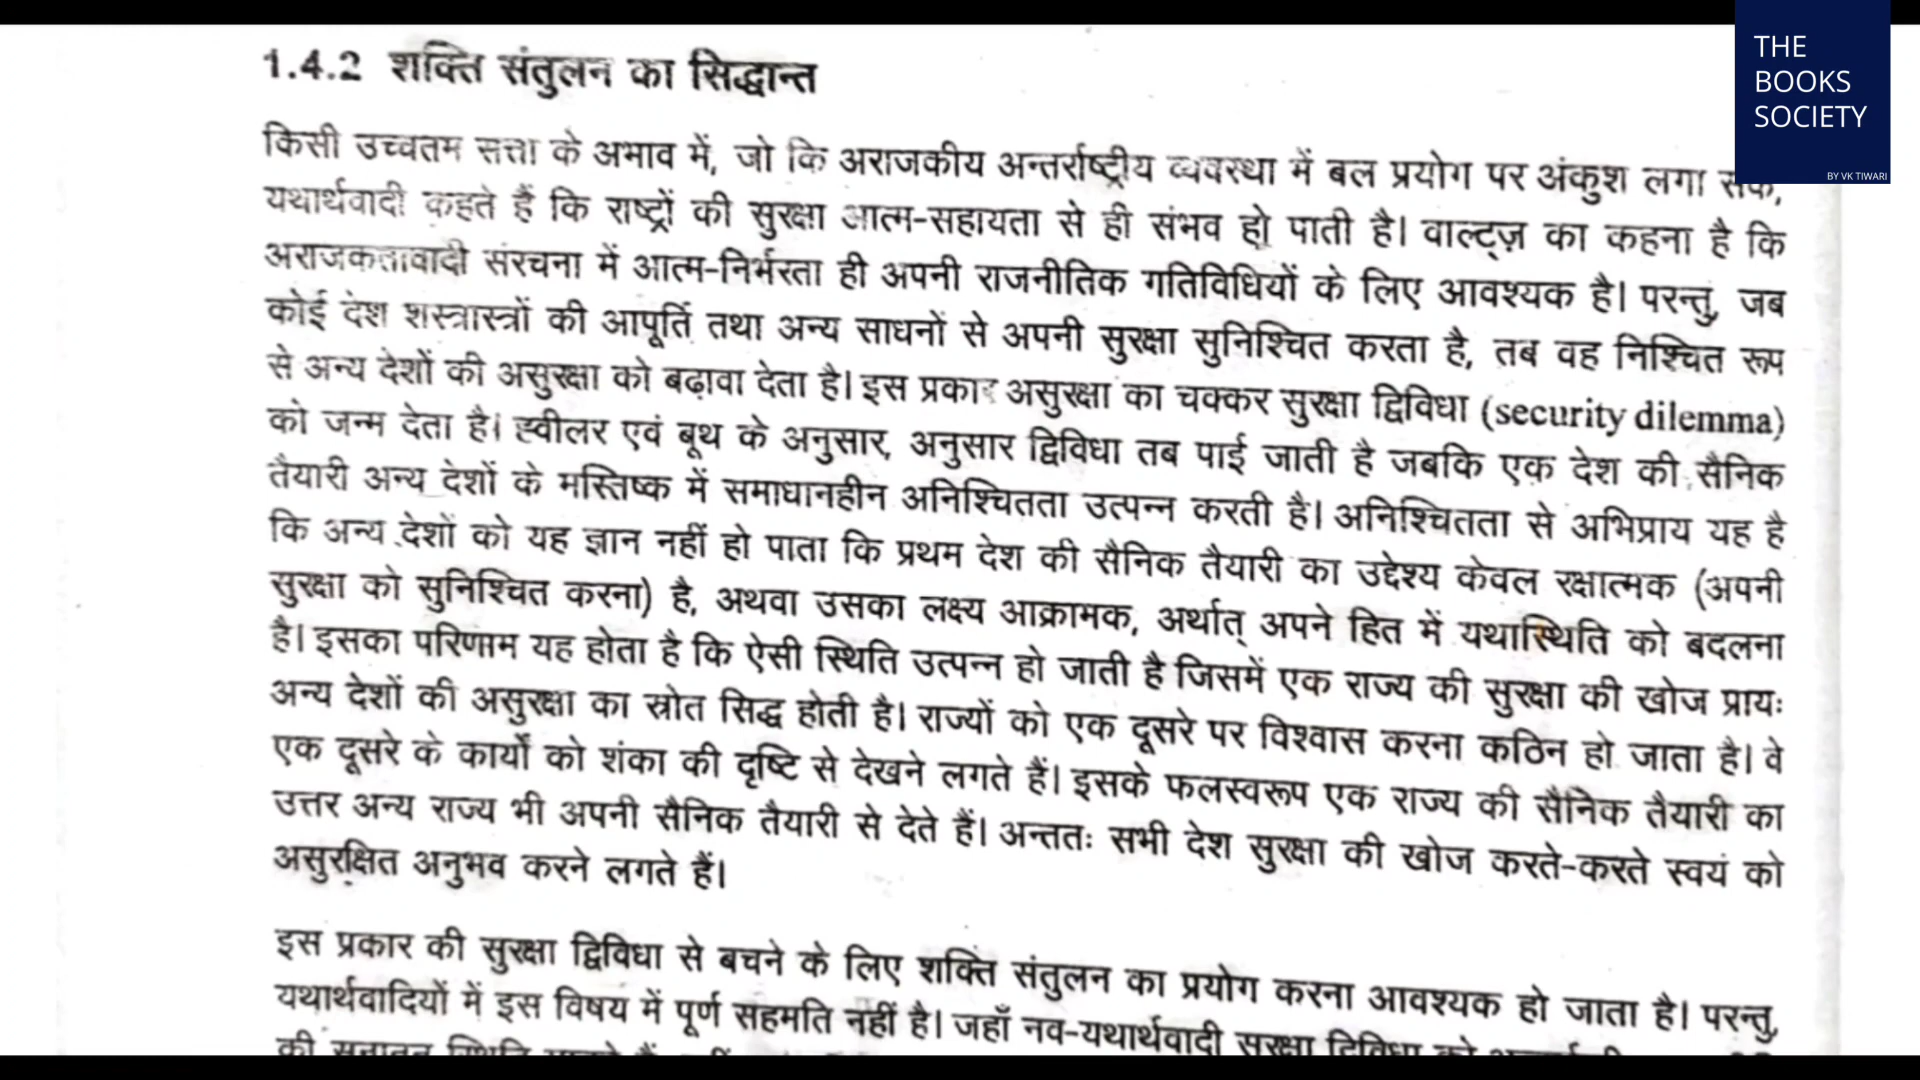 1.4.2 शक्ति संतुलन का सिद्धान्त
THE
BOOKS
SOCIETY
BY VK TIWARI
किसी उच्चतम सत्ता के अभाव में, जो कि अराजकीय अन्तर्राष्ट्रीय व्यवस्था में बल प्रयोग पर अंकुश लगा सके,
यथार्थवादी कहते हैं कि राष्ट्रों की सुरक्षा आत्म-सहायता से ही संभव हो पाती है। वाल्ट्ज़ का कहना है कि
अराजकतावादी संरचना में आत्म-निर्भरता ही अपनी राजनीतिक गतिविधियों के लिए आवश्यक है। परन्तु, जब
कोई देश शस्त्रास्त्रों की आपूर्ति तथा अन्य साधनों से अपनी सुरक्षा सुनिश्चित करता है, तब वह निश्चित रूप
से अन्य देशों की असुरक्षा को बढ़ावा देता है। इस प्रकार असुरक्षा का चक्कर सुरक्षा द्विविधा (security dilemma)
को जन्म देता है। ह्वीलर एवं बूथ के अनुसार, अनुसार द्विविधा तब पाई जाती है जबकि एक देश की सैनिक
तैयारी अन्य देशों के मस्तिष्क में समाधानहीन अनिश्चितता उत्पन्न करती है। अनिश्चितता से अभिप्राय यह है
कि अन्य देशों को यह ज्ञान नहीं हो पाता कि प्रथम देश की सैनिक तैयारी का उद्देश्य केवल रक्षात्मक (अपनी
सुरक्षा को सुनिश्चित करना) है, अथवा उसका लक्ष्य आक्रामक, अर्थात् अपने हित में यथास्थिति को बदलना
है। इसका परिणाम यह होता है कि ऐसी स्थिति उत्पन्न हो जाती है जिसमें एक राज्य की सुरक्षा की खोज प्रायः
अन्य देशों की असुरक्षा का स्रोत सिद्ध होती है। राज्यों को एक दूसरे पर विश्वास करना कठिन हो जाता है। वे
एक दूसरे के कार्यों को शंका की दृष्टि से देखने लगते हैं। इसके फलस्वरूप एक राज्य की सैनिक तैयारी का
उत्तर अन्य राज्य भी अपनी सैनिक तैयारी से देते हैं। अन्ततः सभी देश सुरक्षा की खोज करते-करते स्वयं को
असुरक्षित अनुभव करने लगते हैं।
इस प्रकार की सुरक्षा द्विविधा से बचने के लिए शक्ति संतुलन का प्रयोग करना आवश्यक हो जाता है। परन्तु,
यथार्थवादियों में इस विषय में पूर्ण सहमति नहीं है। जहाँ नव-यथार्थवादी सुरक्षा द्विविधा को
की सनातन स्थिति